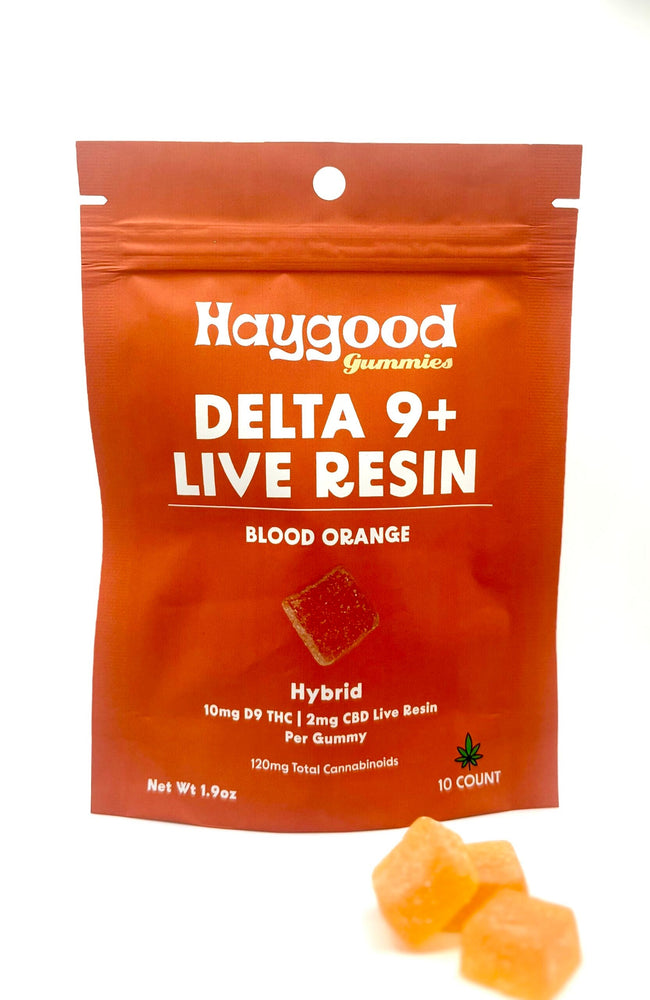 Haygood
Gummies
DELTA 9+
LIVE RESIN
BLOOD ORANGE
Hybrid
10mg D9 THC | 2mg CBD Live Resin
Per Gummy
120mg Total Cannabinoids
Net Wt 1.9oz
10 COUNT